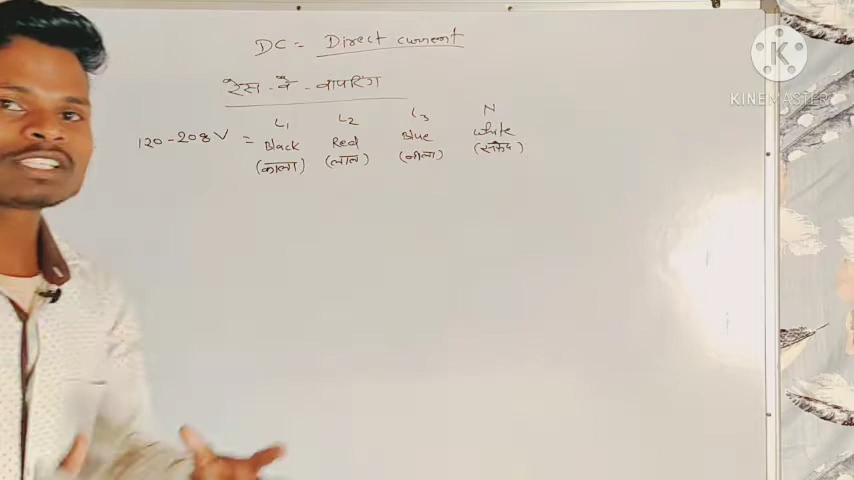 DC = Direct current
रेस - वे - वायरिंग
L1 L2 L3 N
120-208V = Black Red Blue white
(काला) (लाल) (नीला) (सफेद)
K
KINEMASTER